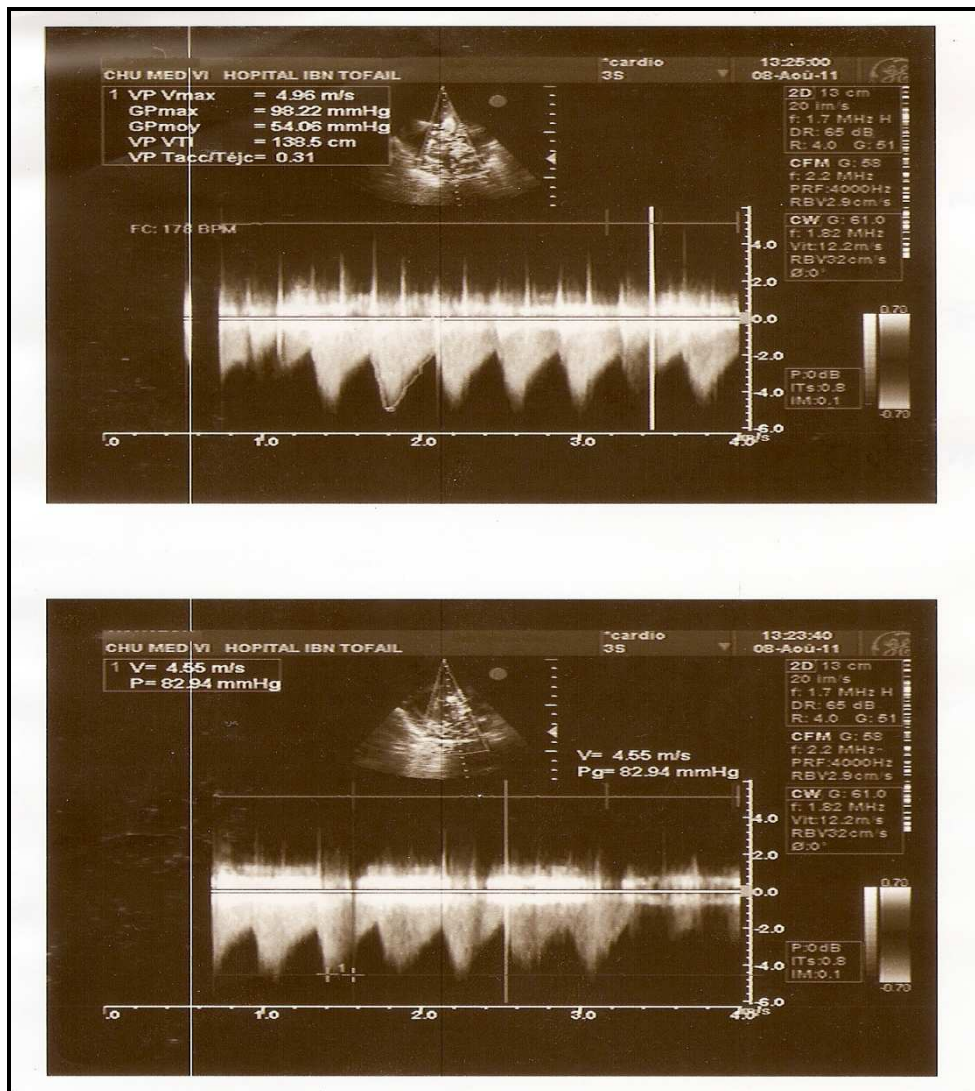 *cardio
13:25:00
CHU MED VI HOPITAL IBN TOFAIL
3S
08-Aoû-11
1 VP Vmax = 4.96 m/s
GPmax = 98.22 mmHg
GPmoy = 54.06 mmHg
VP VTI = 138.5 cm
VP Tacc/Téjc= 0.31
2D 13 cm
20 im/s
f: 1.7 MHz H
DR: 65 dB
R: 4.0 G: 51
CFM G: 58
f: 2.2 MHz
PRF:4000Hz
RBV2.9cm/s
CW G: 61.0
f: 1.82 MHz
Vit:12.2m/s
RBV32cm/s
Ø:0°
FC: 178 BPM
4.0
2.0
0.0
-2.0
-4.0
-6.0
0.70
-0.70
P:0dB
ITs:0.8
IM:0.1
.0 1.0 2.0 3.0
*cardio
13:23:40
CHU MED VI HOPITAL IBN TOFAIL
3S
08-Aoû-11
1 V= 4.55 m/s
P= 82.94 mmHg
2D 13 cm
20 im/s
f: 1.7 MHz H
DR: 65 dB
R: 4.0 G: 51
CFM G: 58
f: 2.2 MHz
PRF:4000Hz
RBV2.9cm/s
CW G: 61.0
f: 1.82 MHz
Vit:12.2m/s
RBV32cm/s
Ø:0°
V= 4.55 m/s
Pg= 82.94 mmHg
4.0
2.0
0.0
-2.0
-4.0
-6.0
1
0.70
-0.70
P:0dB
ITs:0.8
IM:0.1
.0 1.0 2.0 3.0